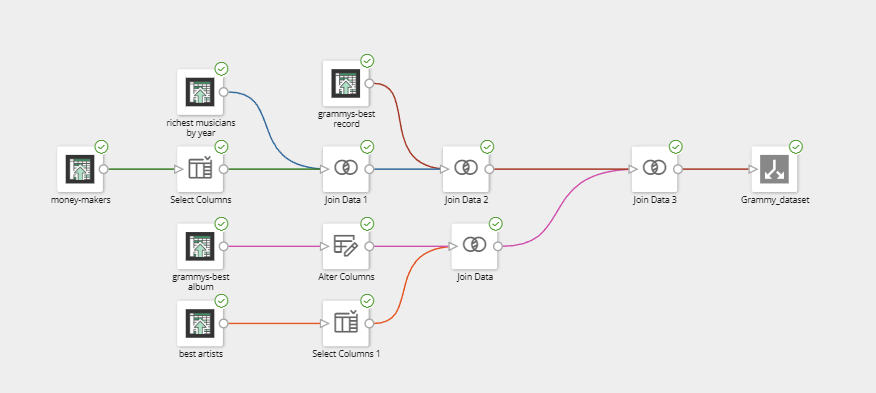 richest musicians
by year
grammys-best
record
money-makers
Select Columns
Join Data 1
Join Data 2
Join Data 3
Grammy_dataset
grammys-best
album
Alter Columns
Join Data
best artists
Select Columns 1